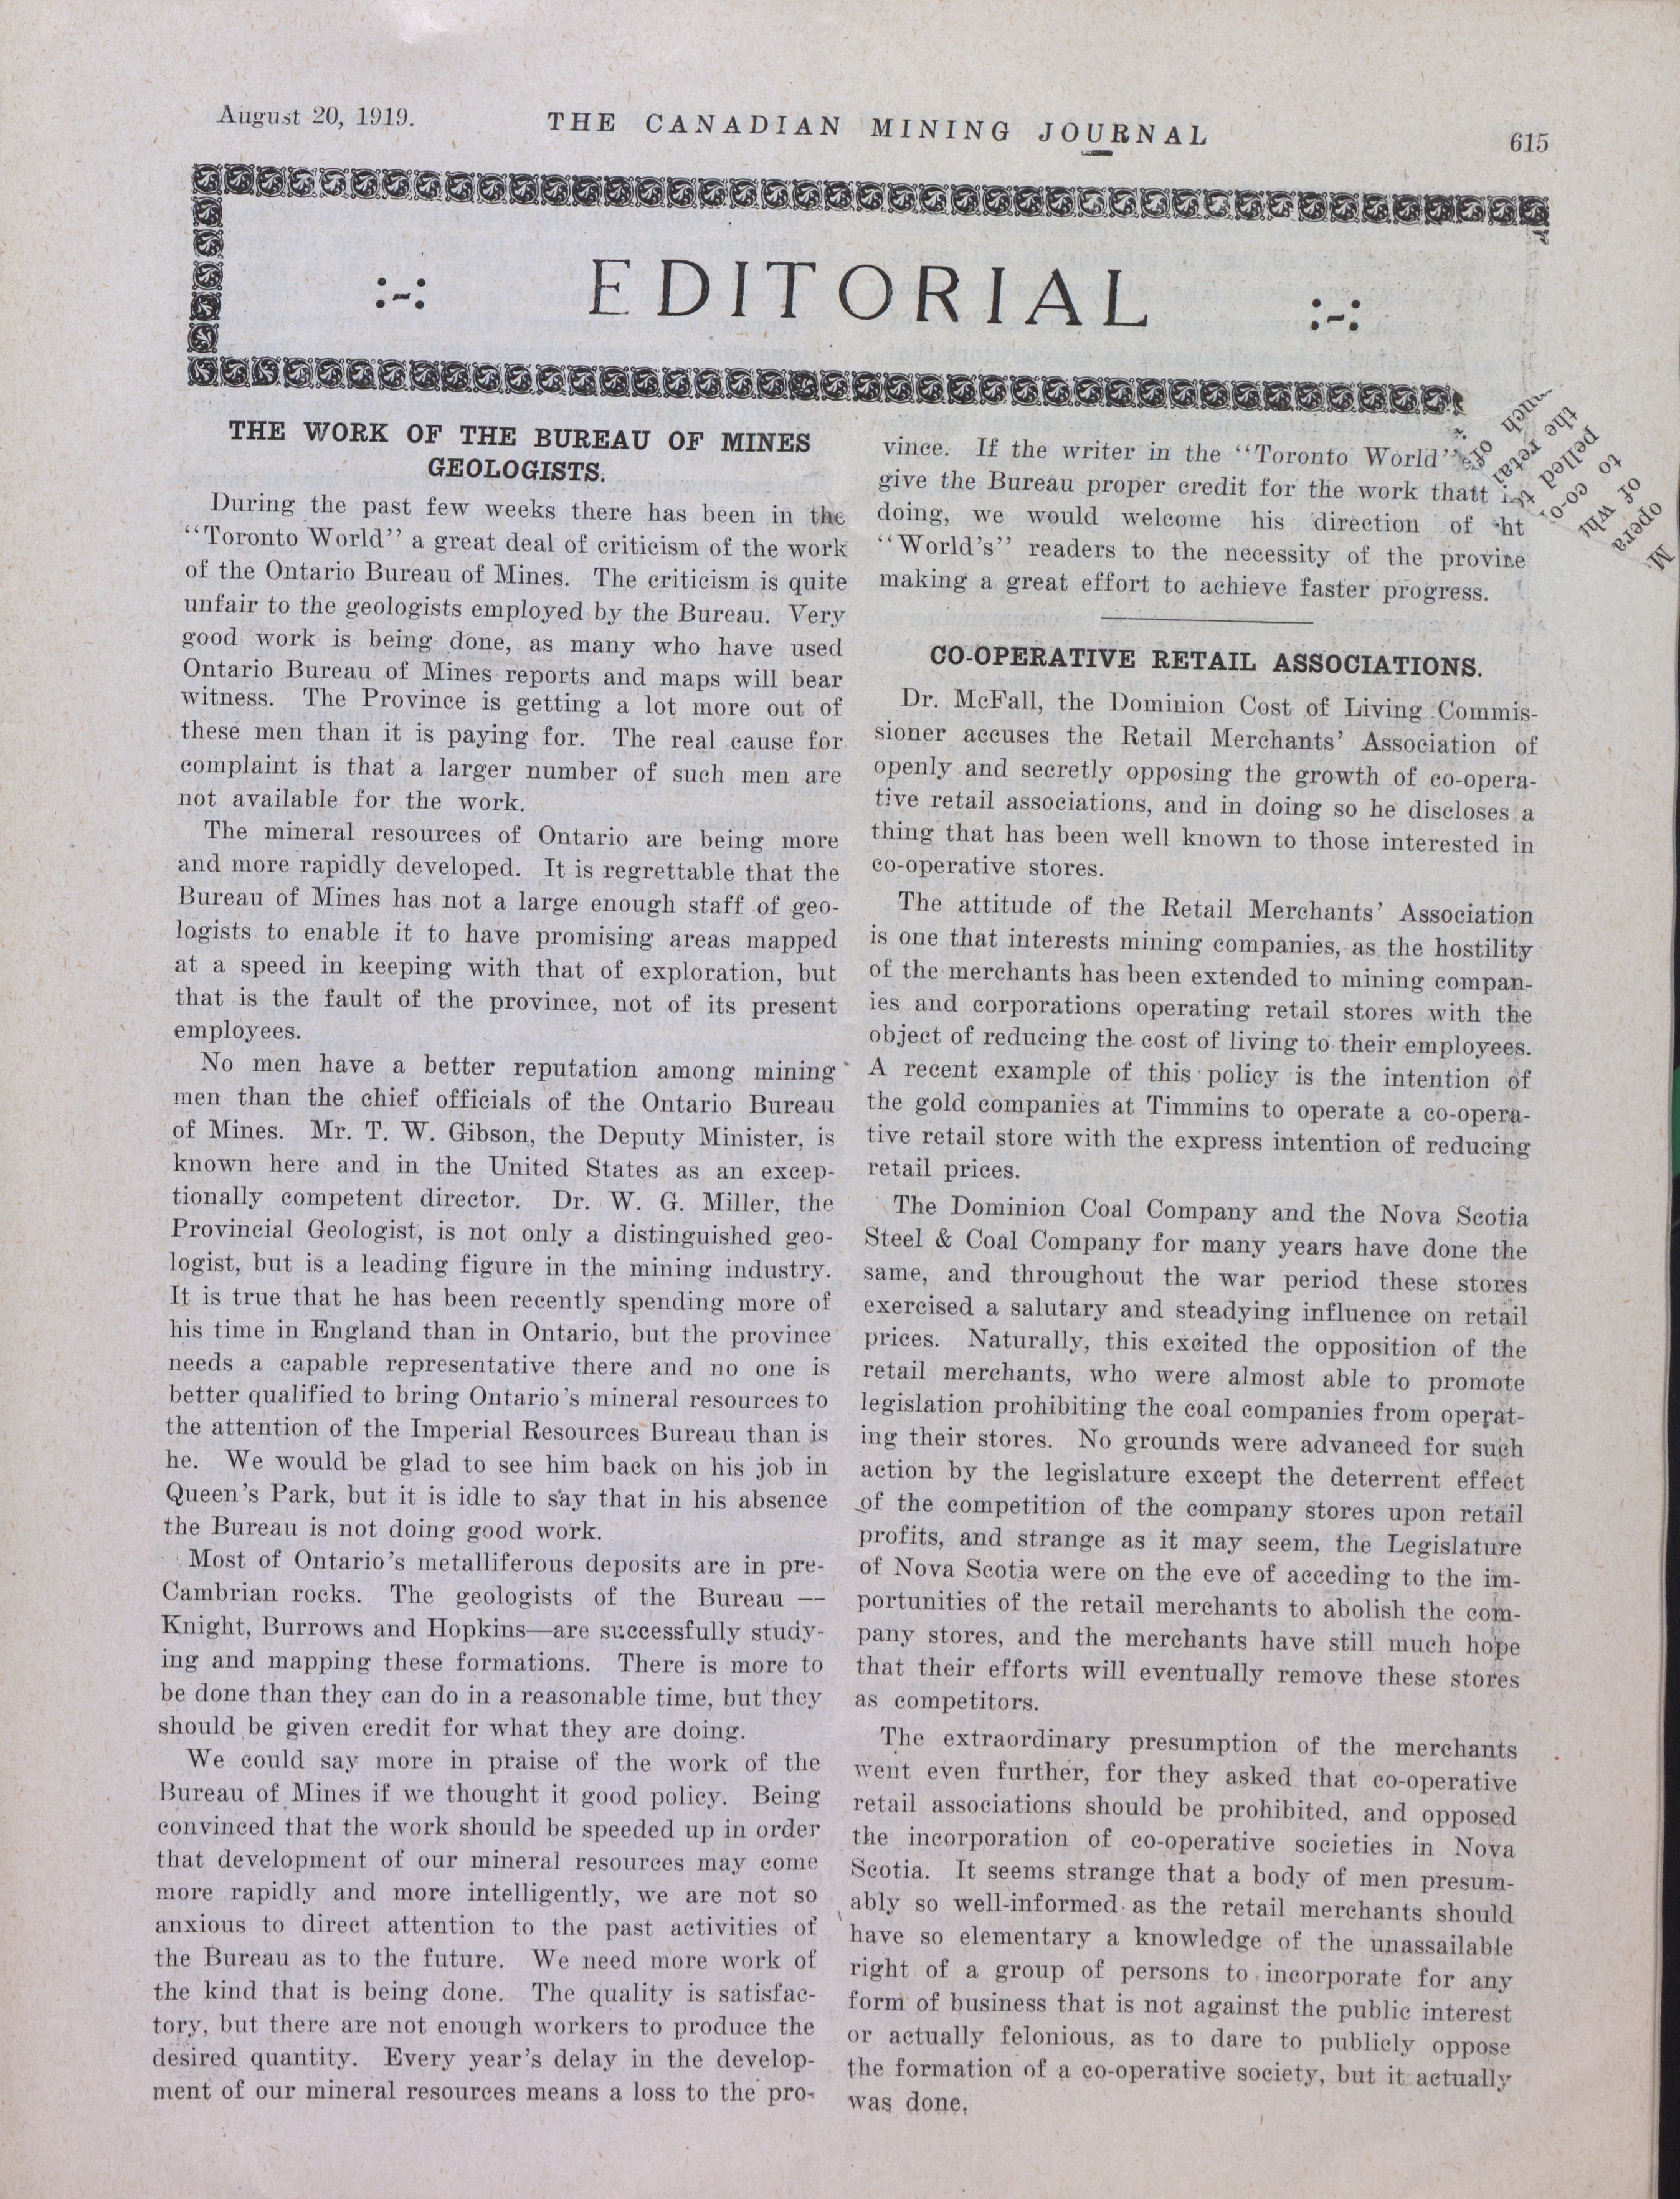 August 20, 1919.
THE CANADIAN MINING JOURNAL
615
:-: EDITORIAL :-:
THE WORK OF THE BUREAU OF MINES
GEOLOGISTS.
During the past few weeks there has been in the
"Toronto World" a great deal of criticism of the work
of the Ontario Bureau of Mines. The criticism is quite
unfair to the geologists employed by the Bureau. Very
good work is being done, as many who have used
Ontario Bureau of Mines reports and maps will bear
witness. The Province is getting a lot more out of
these men than it is paying for. The real cause for
complaint is that a larger number of such men are
not available for the work.
The mineral resources of Ontario are being more
and more rapidly developed. It is regrettable that the
Bureau of Mines has not a large enough staff of geo-
logists to enable it to have promising areas mapped
at a speed in keeping with that of exploration, but
that is the fault of the province, not of its present
employees.
No men have a better reputation among mining
men than the chief officials of the Ontario Bureau
of Mines. Mr. T. W. Gibson, the Deputy Minister, is
known here and in the United States as an excep-
tionally competent director. Dr. W. G. Miller, the
Provincial Geologist, is not only a distinguished geo-
logist, but is a leading figure in the mining industry.
It is true that he has been recently spending more of
his time in England than in Ontario, but the province
needs a capable representative there and no one is
better qualified to bring Ontario's mineral resources to
the attention of the Imperial Resources Bureau than is
he. We would be glad to see him back on his job in
Queen's Park, but it is idle to say that in his absence
the Bureau is not doing good work.
Most of Ontario's metalliferous deposits are in pre-
Cambrian rocks. The geologists of the Bureau —
Knight, Burrows and Hopkins—are successfully study-
ing and mapping these formations. There is more to
be done than they can do in a reasonable time, but they
should be given credit for what they are doing.
We could say more in praise of the work of the
Bureau of Mines if we thought it good policy. Being
convinced that the work should be speeded up in order
that development of our mineral resources may come
more rapidly and more intelligently, we are not so
anxious to direct attention to the past activities of
the Bureau as to the future. We need more work of
the kind that is being done. The quality is satisfac-
tory, but there are not enough workers to produce the
desired quantity. Every year's delay in the develop-
ment of our mineral resources means a loss to the pro-
vince. If the writer in the "Toronto World"
give the Bureau proper credit for the work thatt
doing, we would welcome his direction of ht
"World's" readers to the necessity of the provine
making a great effort to achieve faster progress.
CO-OPERATIVE RETAIL ASSOCIATIONS.
Dr. McFall, the Dominion Cost of Living Commis-
sioner accuses the Retail Merchants' Association of
openly and secretly opposing the growth of co-opera-
tive retail associations, and in doing so he discloses a
thing that has been well known to those interested in
co-operative stores.
The attitude of the Retail Merchants' Association
is one that interests mining companies, as the hostility
of the merchants has been extended to mining compan-
ies and corporations operating retail stores with the
object of reducing the cost of living to their employees.
A recent example of this policy is the intention of
the gold companies at Timmins to operate a co-opera-
tive retail store with the express intention of reducing
retail prices.
The Dominion Coal Company and the Nova Scotia
Steel & Coal Company for many years have done the
same, and throughout the war period these stores
exercised a salutary and steadying influence on retail
prices. Naturally, this excited the opposition of the
retail merchants, who were almost able to promote
legislation prohibiting the coal companies from operat-
ing their stores. No grounds were advanced for such
action by the legislature except the deterrent effect
of the competition of the company stores upon retail
profits, and strange as it may seem, the Legislature
of Nova Scotia were on the eve of acceding to the im-
portunities of the retail merchants to abolish the com-
pany stores, and the merchants have still much hope
that their efforts will eventually remove these stores
as competitors.
The extraordinary presumption of the merchants
went even further, for they asked that co-operative
retail associations should be prohibited, and opposed
the incorporation of co-operative societies in Nova
Scotia. It seems strange that a body of men presum-
ably so well-informed as the retail merchants should
have so elementary a knowledge of the unassailable
right of a group of persons to incorporate for any
form of business that is not against the public interest
or actually felonious, as to dare to publicly oppose
the formation of a co-operative society, but it actually
was done.
uch of
the retai
pelled t
to co-o
of wh
opera
M